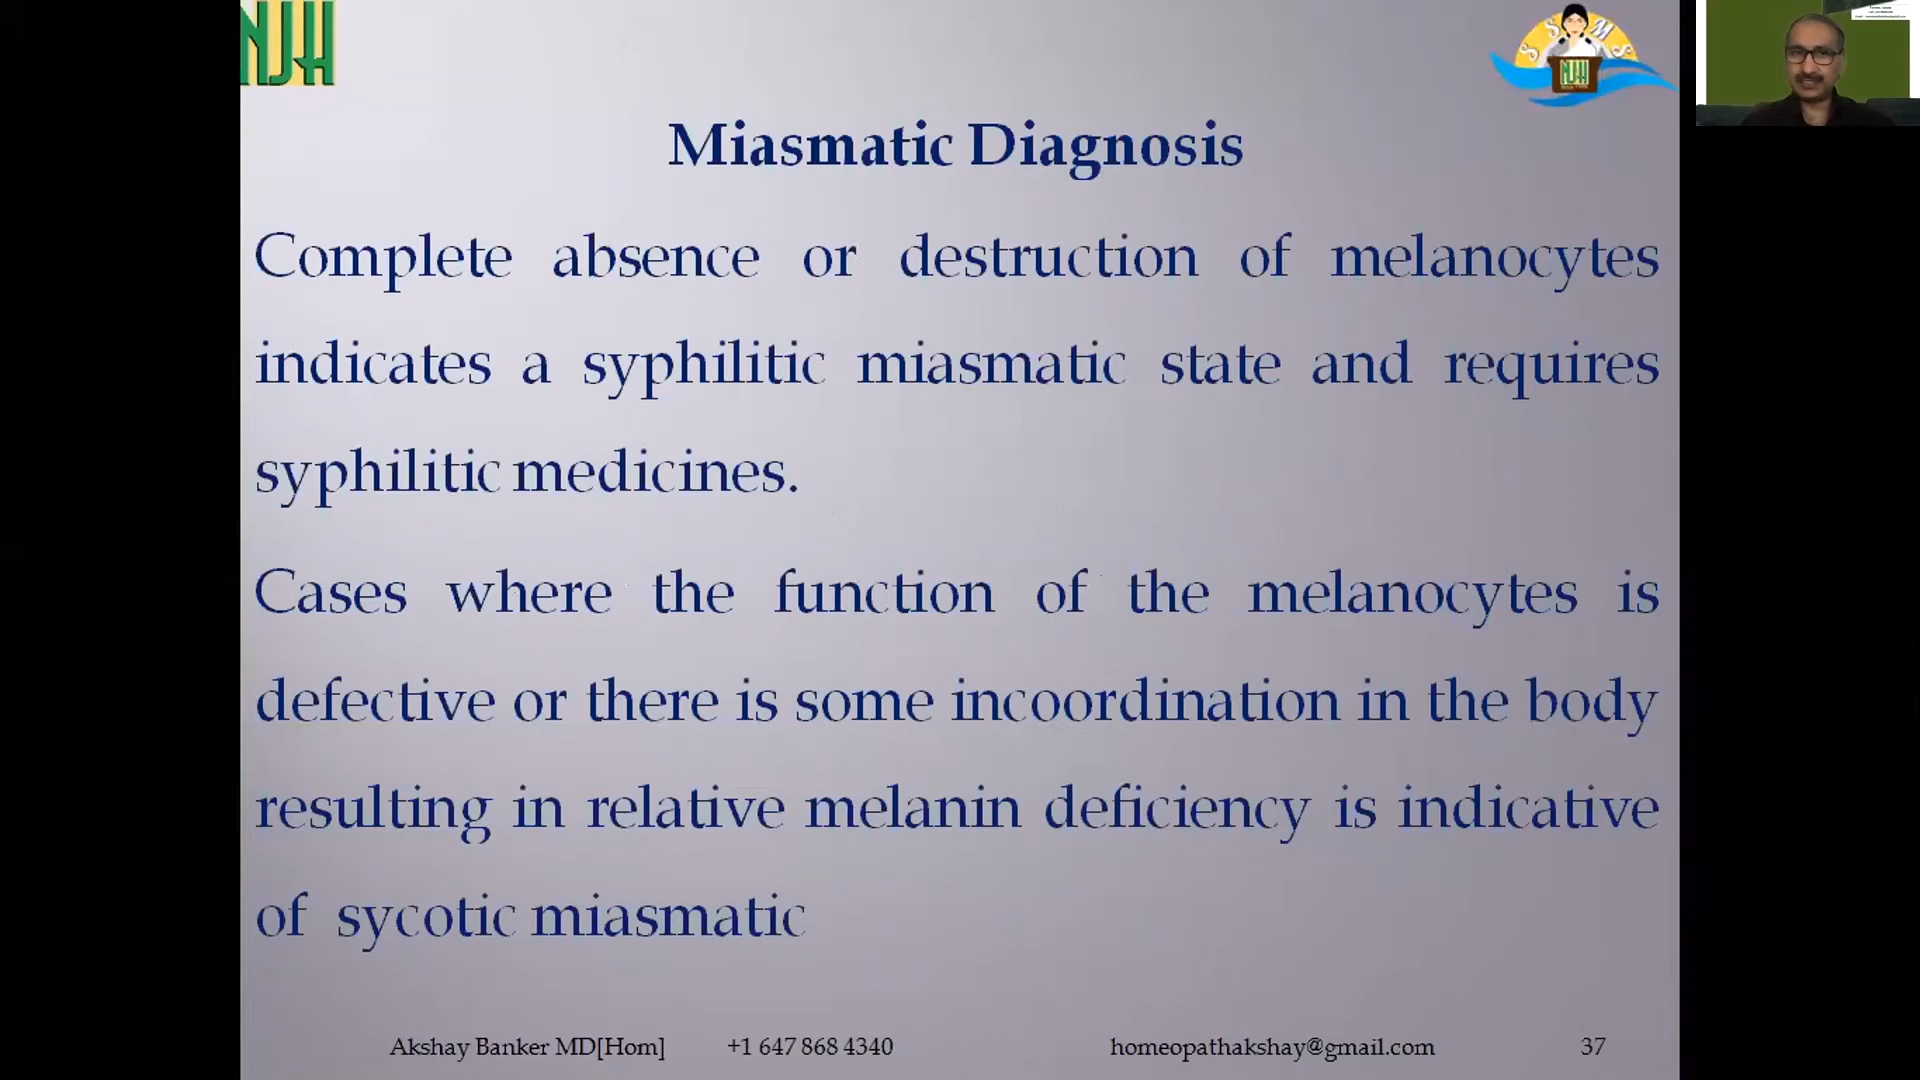 NJH
S S M S
NJH
Miasmatic Diagnosis
Complete absence or destruction of melanocytes
indicates a syphilitic miasmatic state and requires
syphilitic medicines.
Cases where the function of the melanocytes is
defective or there is some incoordination in the body
resulting in relative melanin deficiency is indicative
of sycotic miasmatic
Akshay Banker MD[Hom] +1 647 868 4340 homeopathakshay@gmail.com 37